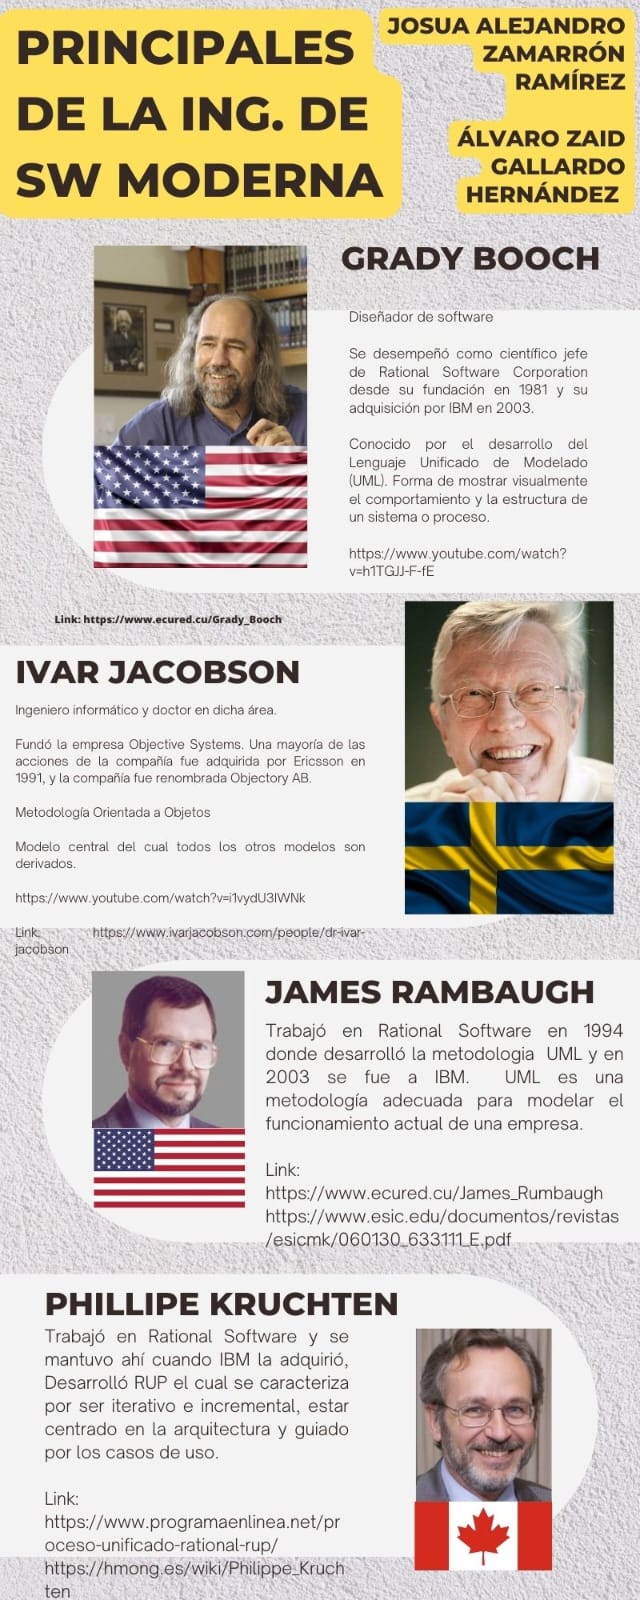 PRINCIPALES
DE LA ING. DE
SW MODERNA
JOSUA ALEJANDRO
ZAMARRÓN
RAMÍREZ
ÁLVARO ZAID
GALLARDO
HERNÁNDEZ
GRADY BOOCH
Diseñador de software
Se desempeñó como científico jefe
de Rational Software Corporation
desde su fundación en 1981 y su
adquisición por IBM en 2003.
Conocido por el desarrollo del
Lenguaje Unificado de Modelado
(UML). Forma de mostrar visualmente
el comportamiento y la estructura de
un sistema o proceso.
https://www.youtube.com/watch?
v=h1TGJJ-F-fE
Link: https://www.ecured.cu/Grady_Booch
IVAR JACOBSON
Ingeniero informático y doctor en dicha área.
Fundó la empresa Objective Systems. Una mayoría de las
acciones de la compañía fue adquirida por Ericsson en
1991, y la compañía fue renombrada Objectory AB.
Metodología Orientada a Objetos
Modelo central del cual todos los otros modelos son
derivados.
https://www.youtube.com/watch?v=i1vydU3IWNk
Link: https://www.ivarjacobson.com/people/dr-ivar-
jacobson
JAMES RAMBAUGH
Trabajó en Rational Software en 1994
donde desarrolló la metodologia UML y en
2003 se fue a IBM. UML es una
metodología adecuada para modelar el
funcionamiento actual de una empresa.
Link:
https://www.ecured.cu/James_Rumbaugh
https://www.esic.edu/documentos/revistas
/esicmk/060130_633111_E.pdf
PHILLIPE KRUCHTEN
Trabajó en Rational Software y se
mantuvo ahí cuando IBM la adquirió,
Desarrolló RUP el cual se caracteriza
por ser iterativo e incremental, estar
centrado en la arquitectura y guiado
por los casos de uso.
Link:
https://www.programaenlinea.net/pr
oceso-unificado-rational-rup/
https://hmong.es/wiki/Philippe_Kruch
ten